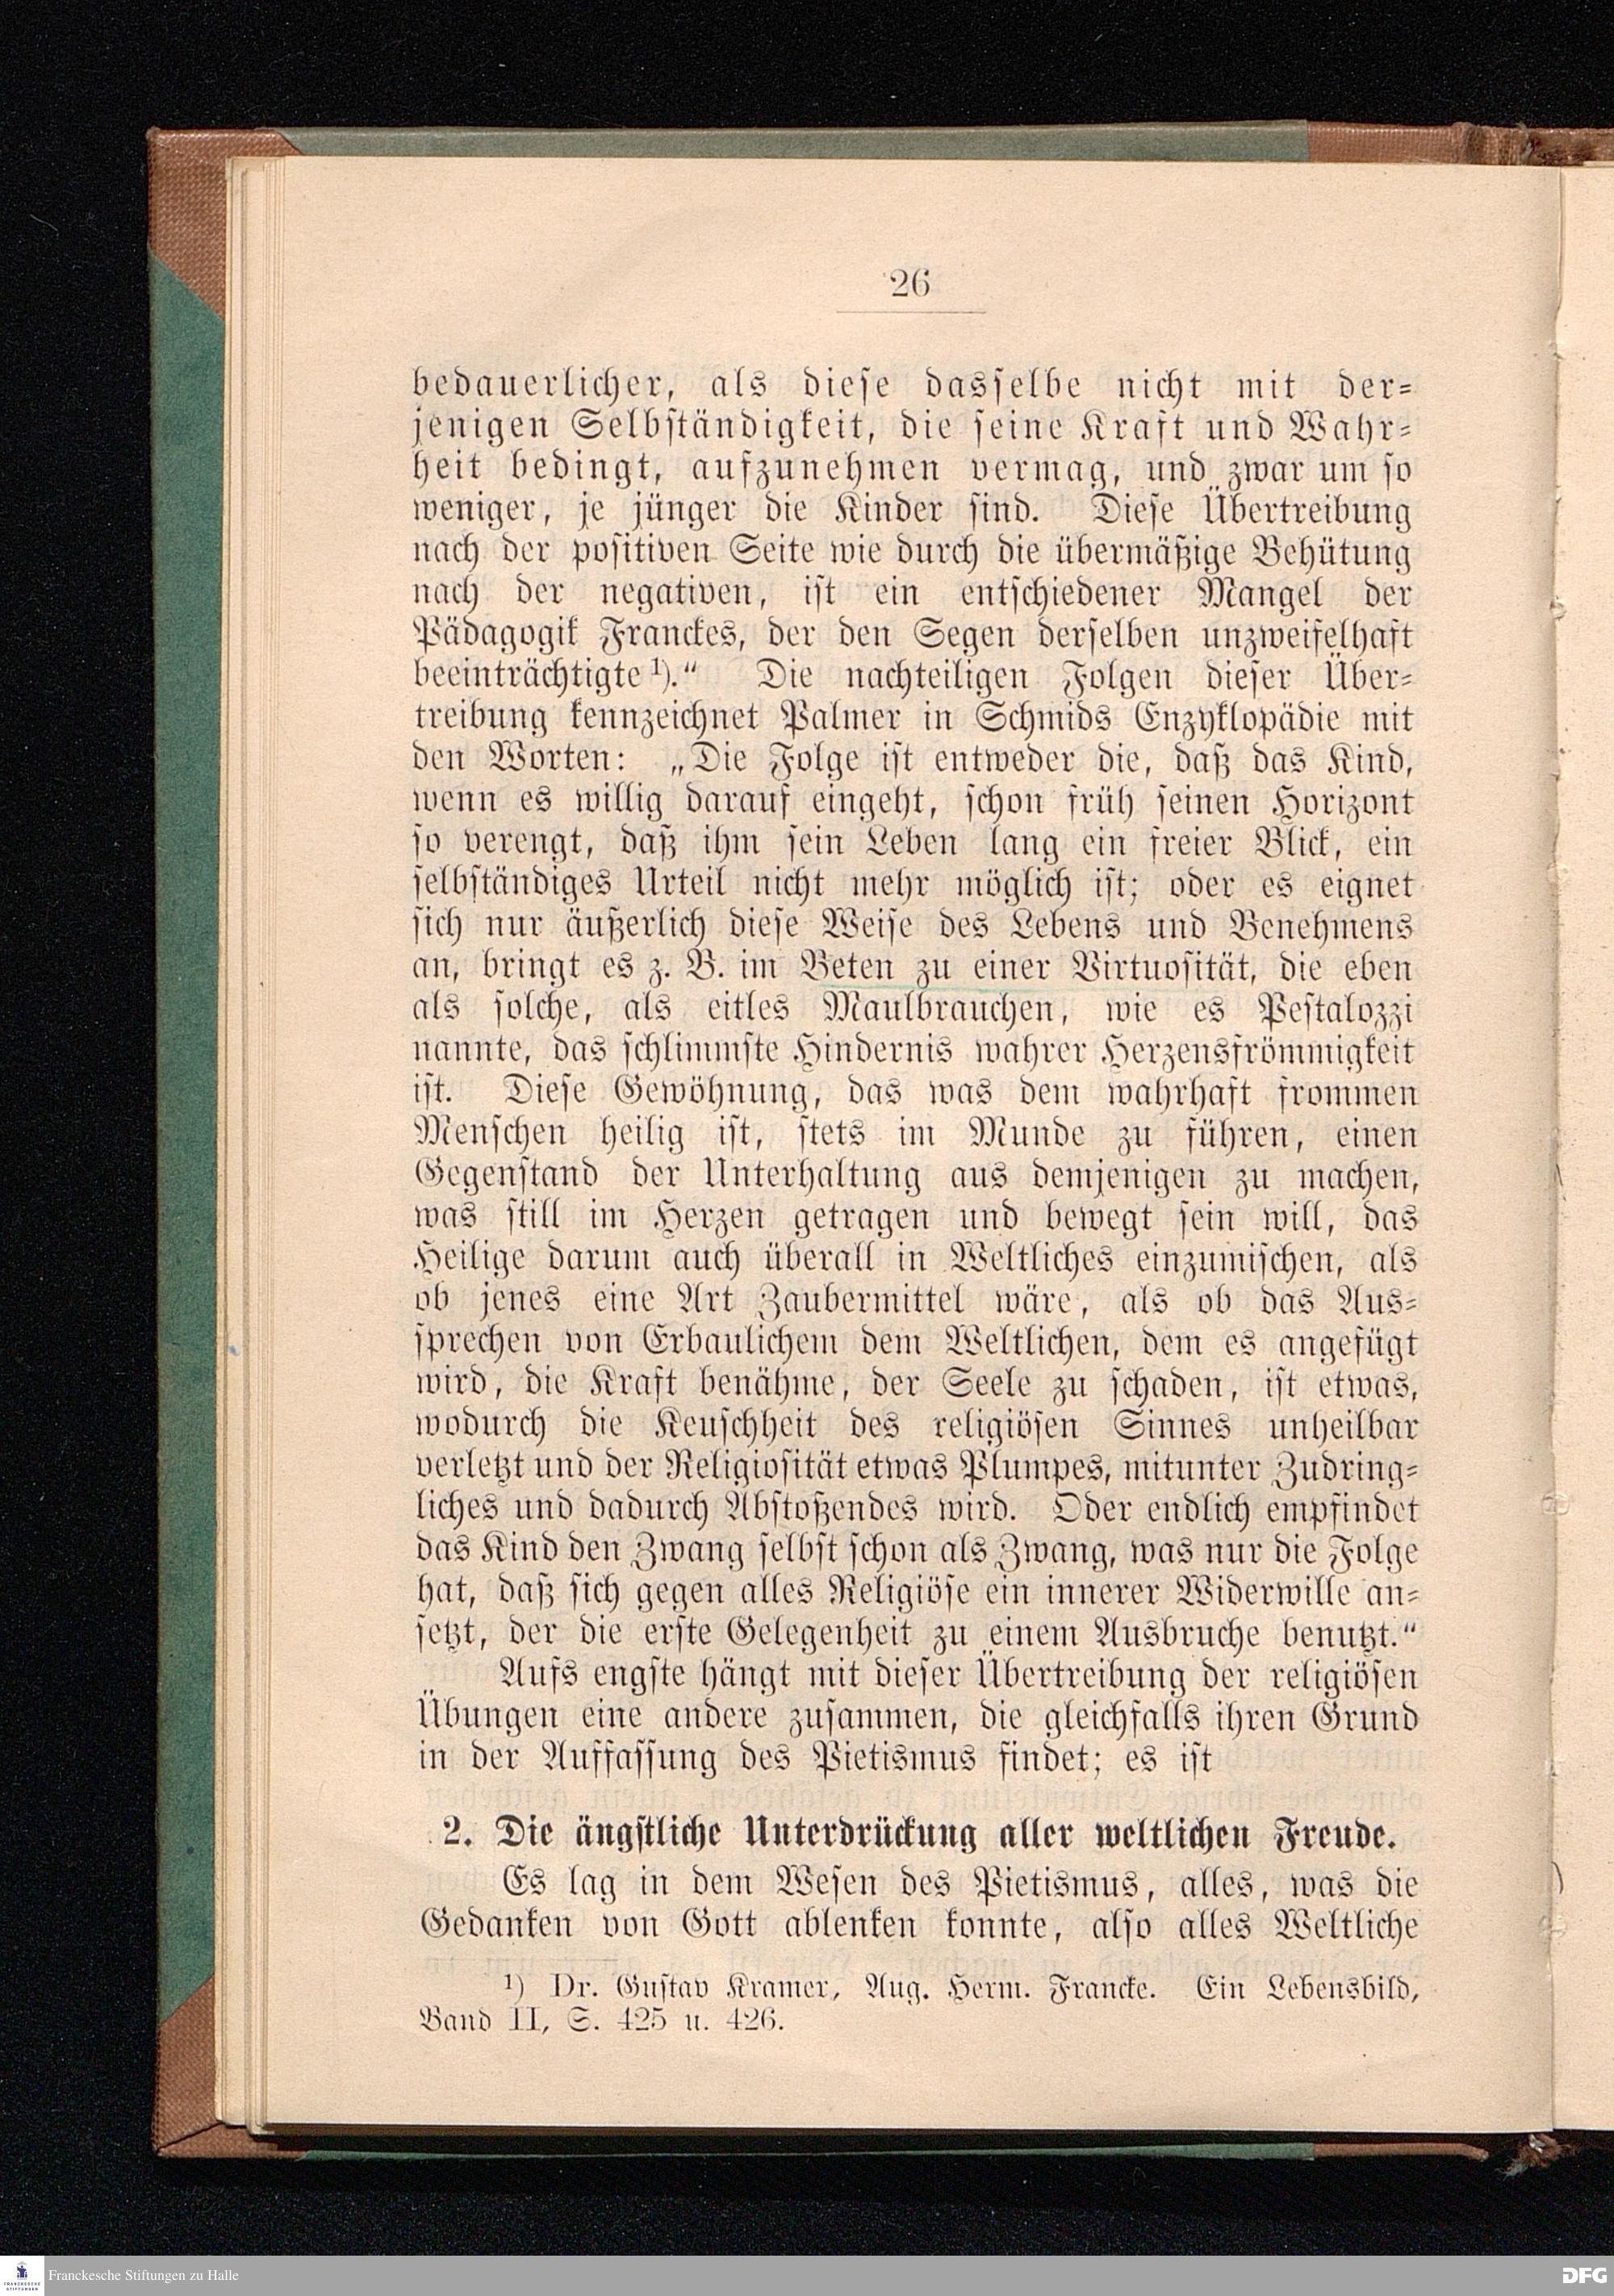 26
bedauerlicher, als diese dasselbe nicht mit der-
jenigen Selbständigkeit, die seine Kraft und Wahr-
heit bedingt, aufzunehmen vermag, und zwar um so
weniger, je jünger die Kinder sind. Diese Übertreibung
nach der positiven Seite wie durch die übermäßige Behütung
nach der negativen, ist ein entschiedener Mangel der
Pädagogik Franckes, der den Segen derselben unzweifelhaft
beeinträchtigte ¹).“ Die nachteiligen Folgen dieser Über-
treibung kennzeichnet Palmer in Schmids Enzyklopädie mit
den Worten: „Die Folge ist entweder die, daß das Kind,
wenn es willig darauf eingeht, schon früh seinen Horizont
so verengt, daß ihm sein Leben lang ein freier Blick, ein
selbständiges Urteil nicht mehr möglich ist; oder es eignet
sich nur äußerlich diese Weise des Lebens und Benehmens
an, bringt es z. B. im Beten zu einer Virtuosität, die eben
als solche, als eitles Maulbrauchen, wie es Pestalozzi
nannte, das schlimmste Hindernis wahrer Herzensfrömmigkeit
ist. Diese Gewöhnung, das was dem wahrhaft frommen
Menschen heilig ist, stets im Munde zu führen, einen
Gegenstand der Unterhaltung aus demjenigen zu machen,
was still im Herzen getragen und bewegt sein will, das
Heilige darum auch überall in Weltliches einzumischen, als
ob jenes eine Art Zaubermittel wäre, als ob das Aus-
sprechen von Erbaulichem dem Weltlichen, dem es angefügt
wird, die Kraft benähme, der Seele zu schaden, ist etwas,
wodurch die Keuschheit des religiösen Sinnes unheilbar
verletzt und der Religiosität etwas Plumpes, mitunter Zudring-
liches und dadurch Abstoßendes wird. Oder endlich empfindet
das Kind den Zwang selbst schon als Zwang, was nur die Folge
hat, daß sich gegen alles Religiöse ein innerer Widerwille an-
setzt, der die erste Gelegenheit zu einem Ausbruche benutzt.“
Aufs engste hängt mit dieser Übertreibung der religiösen
Übungen eine andere zusammen, die gleichfalls ihren Grund
in der Auffassung des Pietismus findet; es ist
2. Die ängstliche Unterdrückung aller weltlichen Freude.
Es lag in dem Wesen des Pietismus, alles, was die
Gedanken von Gott ablenken konnte, also alles Weltliche
¹) Dr. Gustav Kramer, Aug. Herm. Francke. Ein Lebensbild,
Band II, S. 425 u. 426.
FRANCKESCHE
STIFTUNGEN
Franckesche Stiftungen zu Halle
DFG